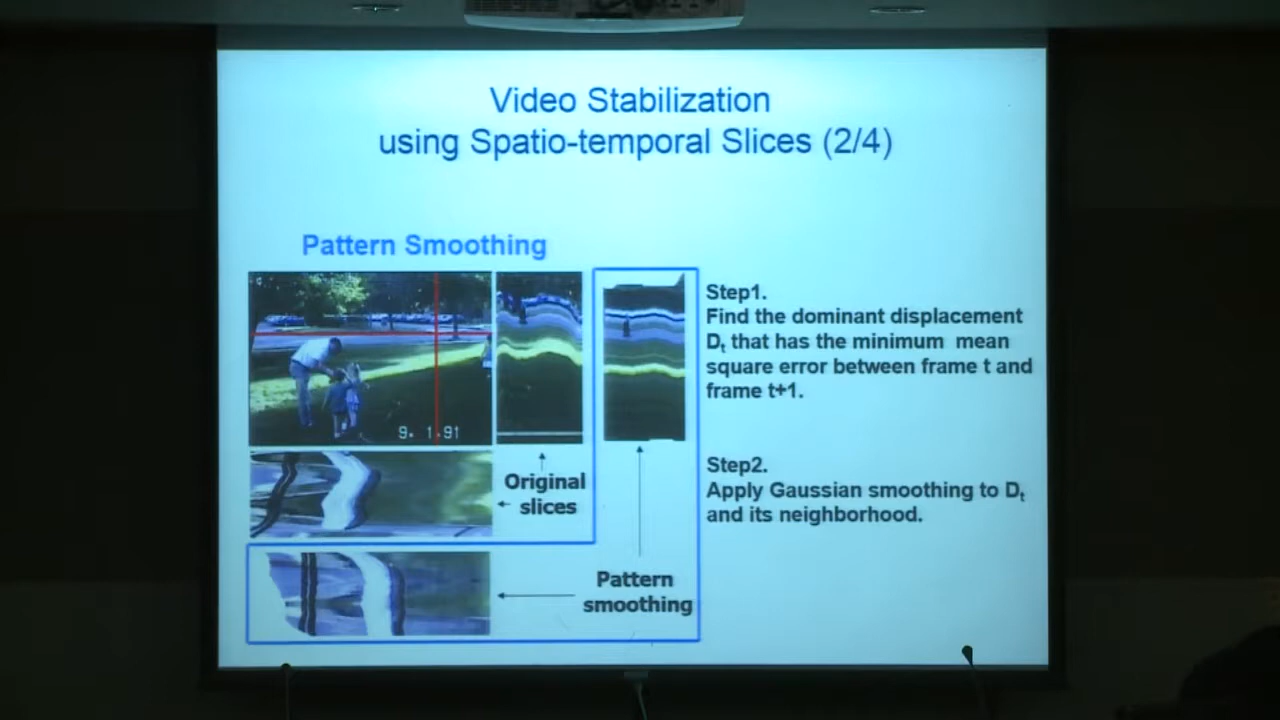 Video Stabilization
using Spatio-temporal Slices (2/4)
Pattern Smoothing
9. 1.91
Original
slices
Pattern
smoothing
Step1.
Find the dominant displacement
Dt that has the minimum mean
square error between frame t and
frame t+1.
Step2.
Apply Gaussian smoothing to Dt
and its neighborhood.